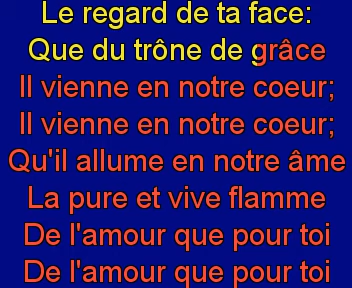 Le regard de ta face:
Que du trône de grâce
Il vienne en notre coeur;
Il vienne en notre coeur;
Qu'il allume en notre âme
La pure et vive flamme
De l'amour que pour toi
De l'amour que pour toi